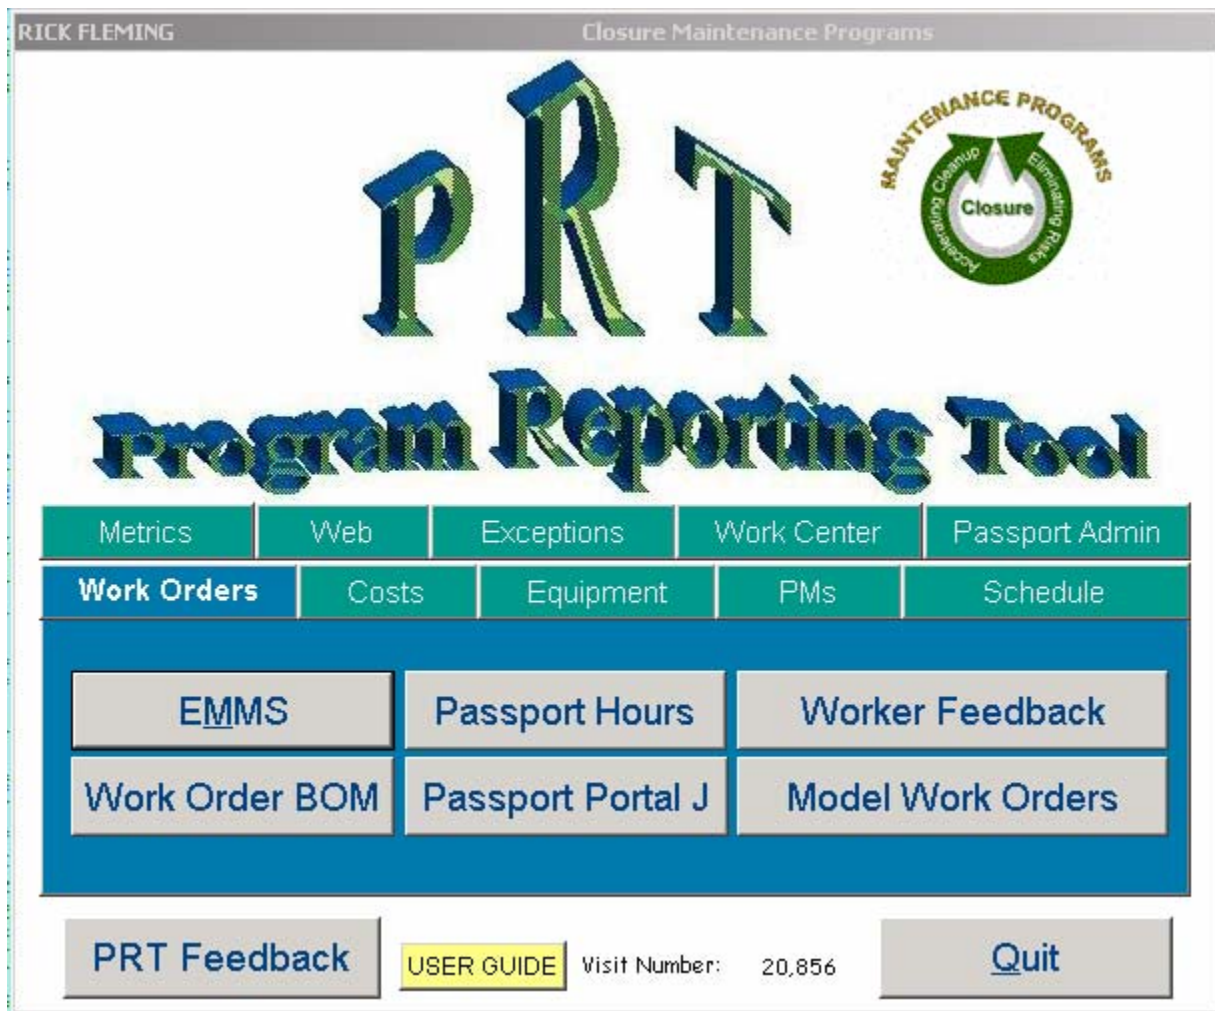 RICK FLEMING Closure Maintenance Programs
PRT
MAINTENANCE PROGRAMS
Accelerating Cleanup
Eliminating Risks
Closure
Program Reporting Tool
Metrics Web Exceptions Work Center Passport Admin
Work Orders Costs Equipment PMs Schedule
EMMS Passport Hours Worker Feedback
Work Order BOM Passport Portal J Model Work Orders
PRT Feedback USER GUIDE Visit Number: 20,856 Quit